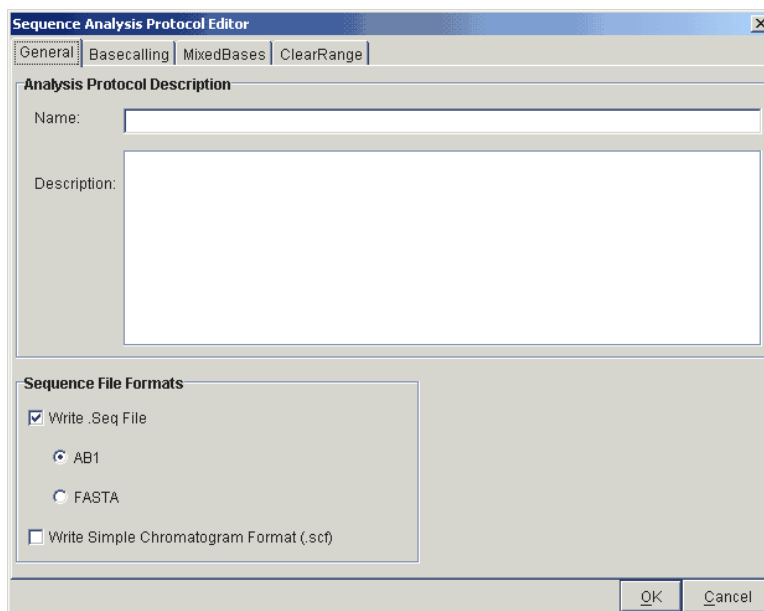 Sequence Analysis Protocol Editor
General Basecalling MixedBases ClearRange
Analysis Protocol Description
Name:
Description:
Sequence File Formats
Write .Seq File
AB1
FASTA
Write Simple Chromatogram Format (.scf)
OK Cancel